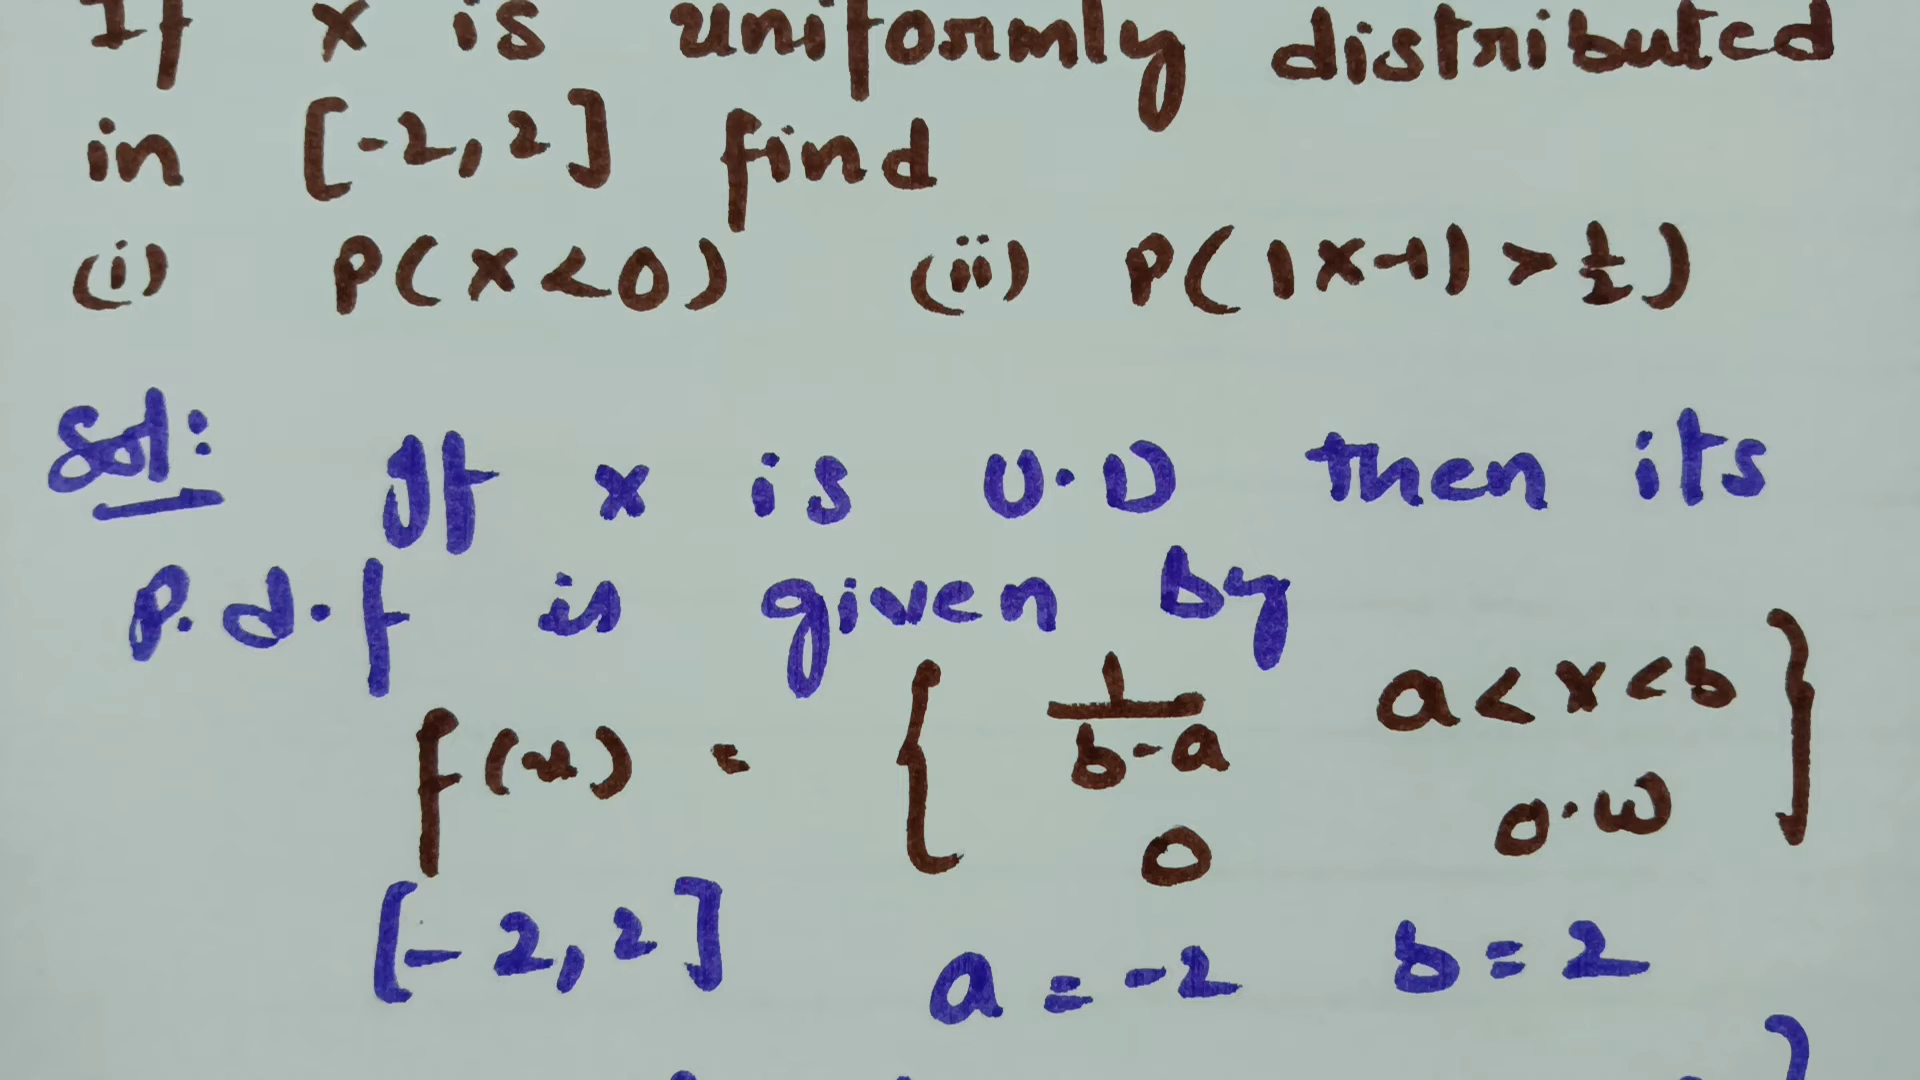 If x is uniformly distributed
in [-2,2] find
(i) P(x<0) (ii) P(|x-1|>1/2)
Sol: If x is U.D then its
P.d.f is given by
f(x) = { 1/(b-a) a<x<b
0 o.w }
[-2,2] a=-2 b=2